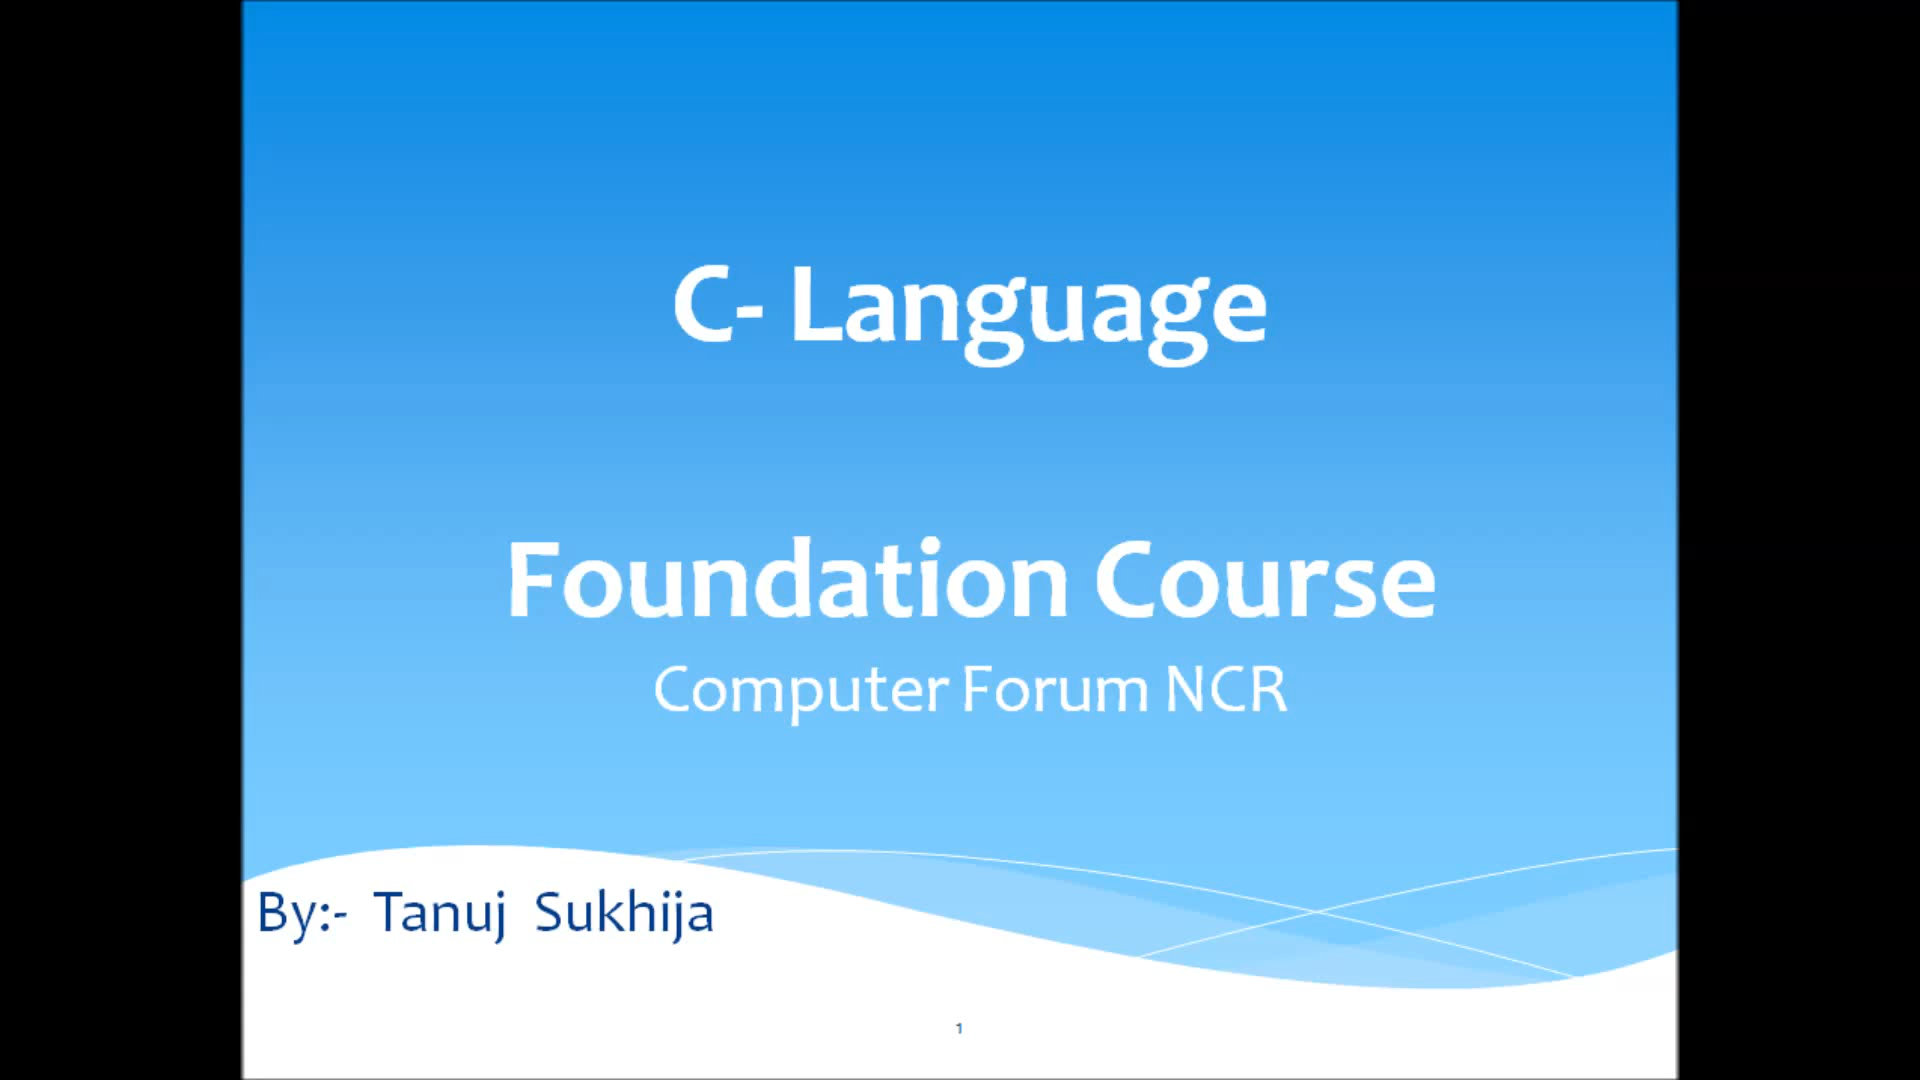 C- Language
Foundation Course
Computer Forum NCR
By:- Tanuj Sukhija
1